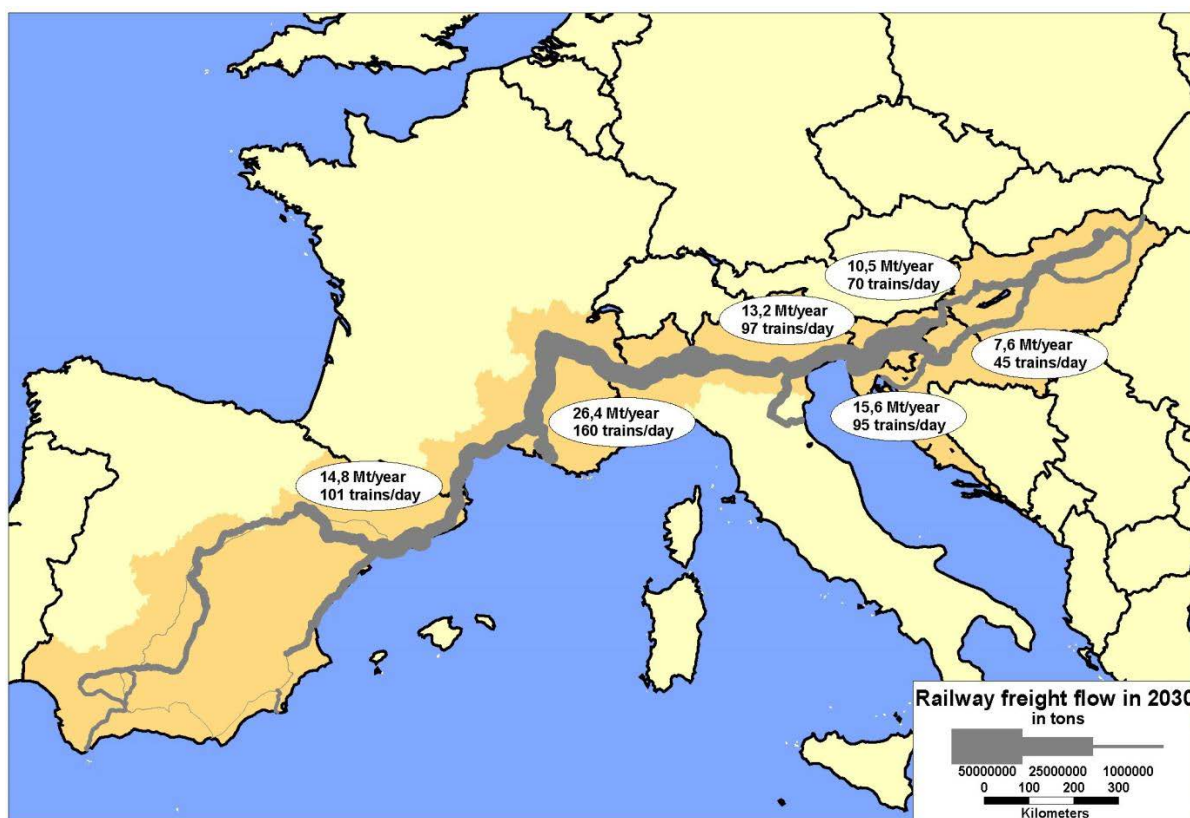 10,5 Mt/year
70 trains/day
13,2 Mt/year
97 trains/day
7,6 Mt/year
45 trains/day
15,6 Mt/year
95 trains/day
26,4 Mt/year
160 trains/day
14,8 Mt/year
101 trains/day
Railway freight flow in 2030
in tons
50000000 25000000 1000000
0 100 200 300
Kilometers